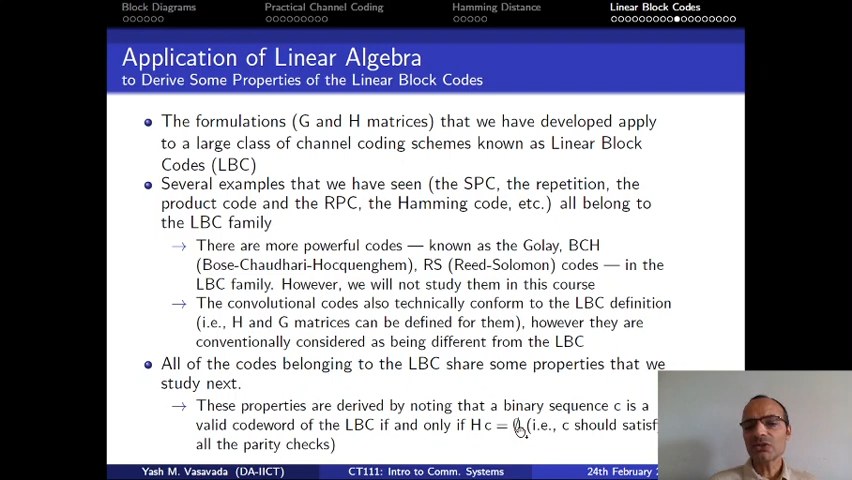 Block Diagrams Practical Channel Coding Hamming Distance Linear Block Codes
Application of Linear Algebra
to Derive Some Properties of the Linear Block Codes
The formulations (G and H matrices) that we have developed apply
to a large class of channel coding schemes known as Linear Block
Codes (LBC)
Several examples that we have seen (the SPC, the repetition, the
product code and the RPC, the Hamming code, etc.) all belong to
the LBC family
→ There are more powerful codes — known as the Golay, BCH
(Bose-Chaudhari-Hocquenghem), RS (Reed-Solomon) codes — in the
LBC family. However, we will not study them in this course
→ The convolutional codes also technically conform to the LBC definition
(i.e., H and G matrices can be defined for them), however they are
conventionally considered as being different from the LBC
All of the codes belonging to the LBC share some properties that we
study next.
→ These properties are derived by noting that a binary sequence c is a
valid codeword of the LBC if and only if H c = (i.e., c should satisf
all the parity checks)
Yash M. Vasavada (DA-IICT) CT111: Intro to Comm. Systems 24th February